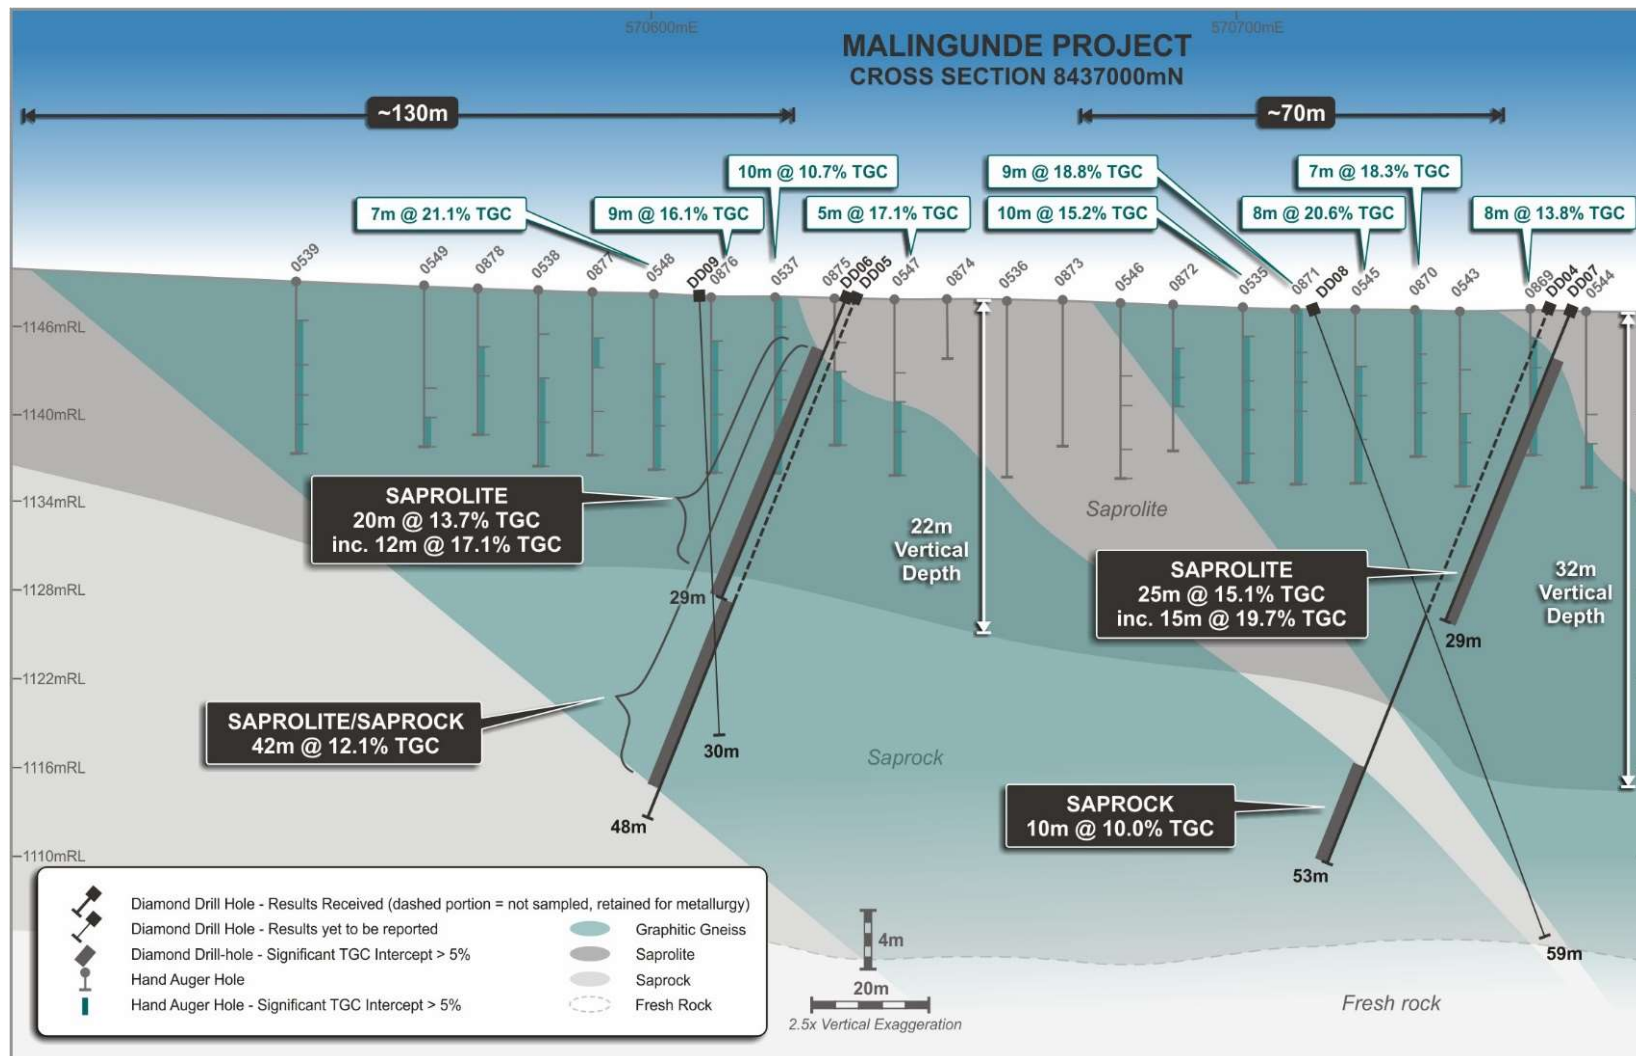 570600mE
570700mE
MALINGUNDE PROJECT
CROSS SECTION 8437000mN
~130m
~70m
10m @ 10.7% TGC
9m @ 18.8% TGC
7m @ 18.3% TGC
7m @ 21.1% TGC
9m @ 16.1% TGC
5m @ 17.1% TGC
10m @ 15.2% TGC
8m @ 20.6% TGC
8m @ 13.8% TGC
0539
0549
0878
0538
0877
0548
DD09
0876
0537
0875
DD06
DD05
0547
0874
0536
0873
0546
0872
0535
0871
DD08
0545
0870
0543
0869
DD04
DD07
0544
1146mRL
1140mRL
1134mRL
1128mRL
1122mRL
1116mRL
1110mRL
SAPROLITE
20m @ 13.7% TGC
inc. 12m @ 17.1% TGC
Saprolite
22m
Vertical
Depth
SAPROLITE
25m @ 15.1% TGC
inc. 15m @ 19.7% TGC
32m
Vertical
Depth
29m
29m
SAPROLITE/SAPROCK
42m @ 12.1% TGC
30m
Saprock
SAPROCK
10m @ 10.0% TGC
48m
53m
59m
Diamond Drill Hole - Results Received (dashed portion = not sampled, retained for metallurgy)
Diamond Drill Hole - Results yet to be reported
Diamond Drill-hole - Significant TGC Intercept > 5%
Hand Auger Hole
Hand Auger Hole - Significant TGC Intercept > 5%
Graphitic Gneiss
Saprolite
Saprock
Fresh Rock
4m
20m
2.5x Vertical Exaggeration
Fresh rock